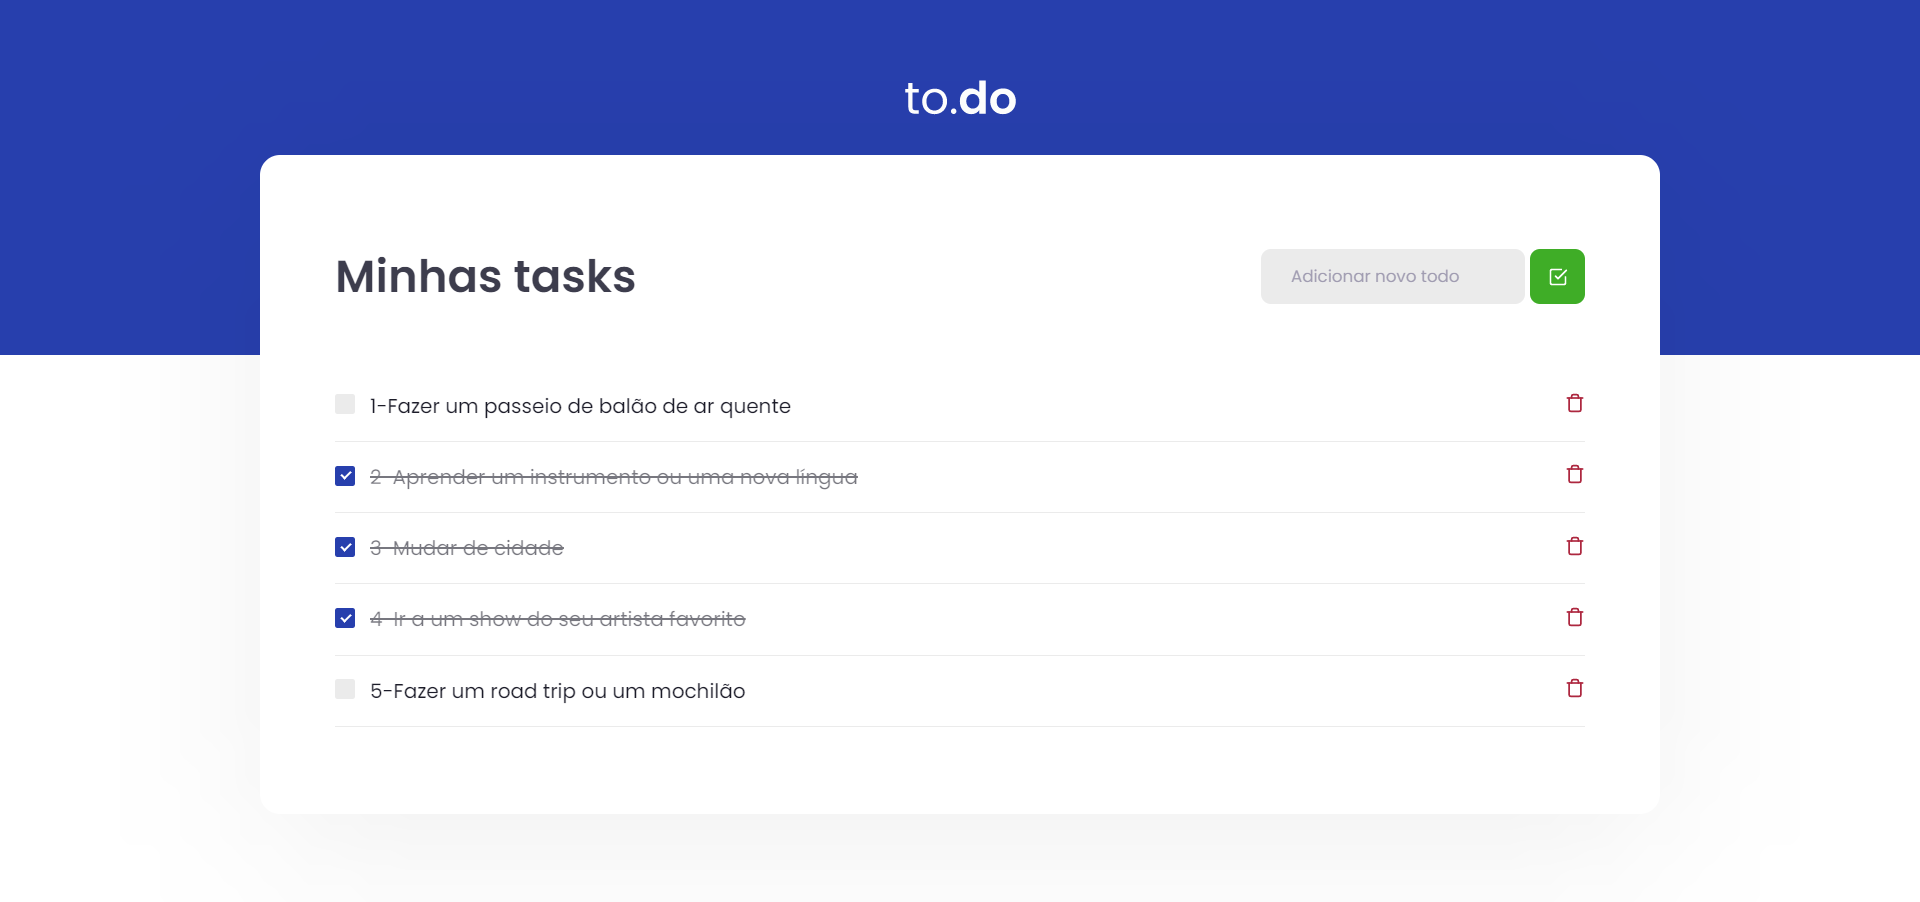 to.do
Minhas tasks
Adicionar novo todo
1-Fazer um passeio de balão de ar quente
2-Aprender um instrumento ou uma nova língua
3-Mudar de cidade
4-Ir a um show do seu artista favorito
5-Fazer um road trip ou um mochilão